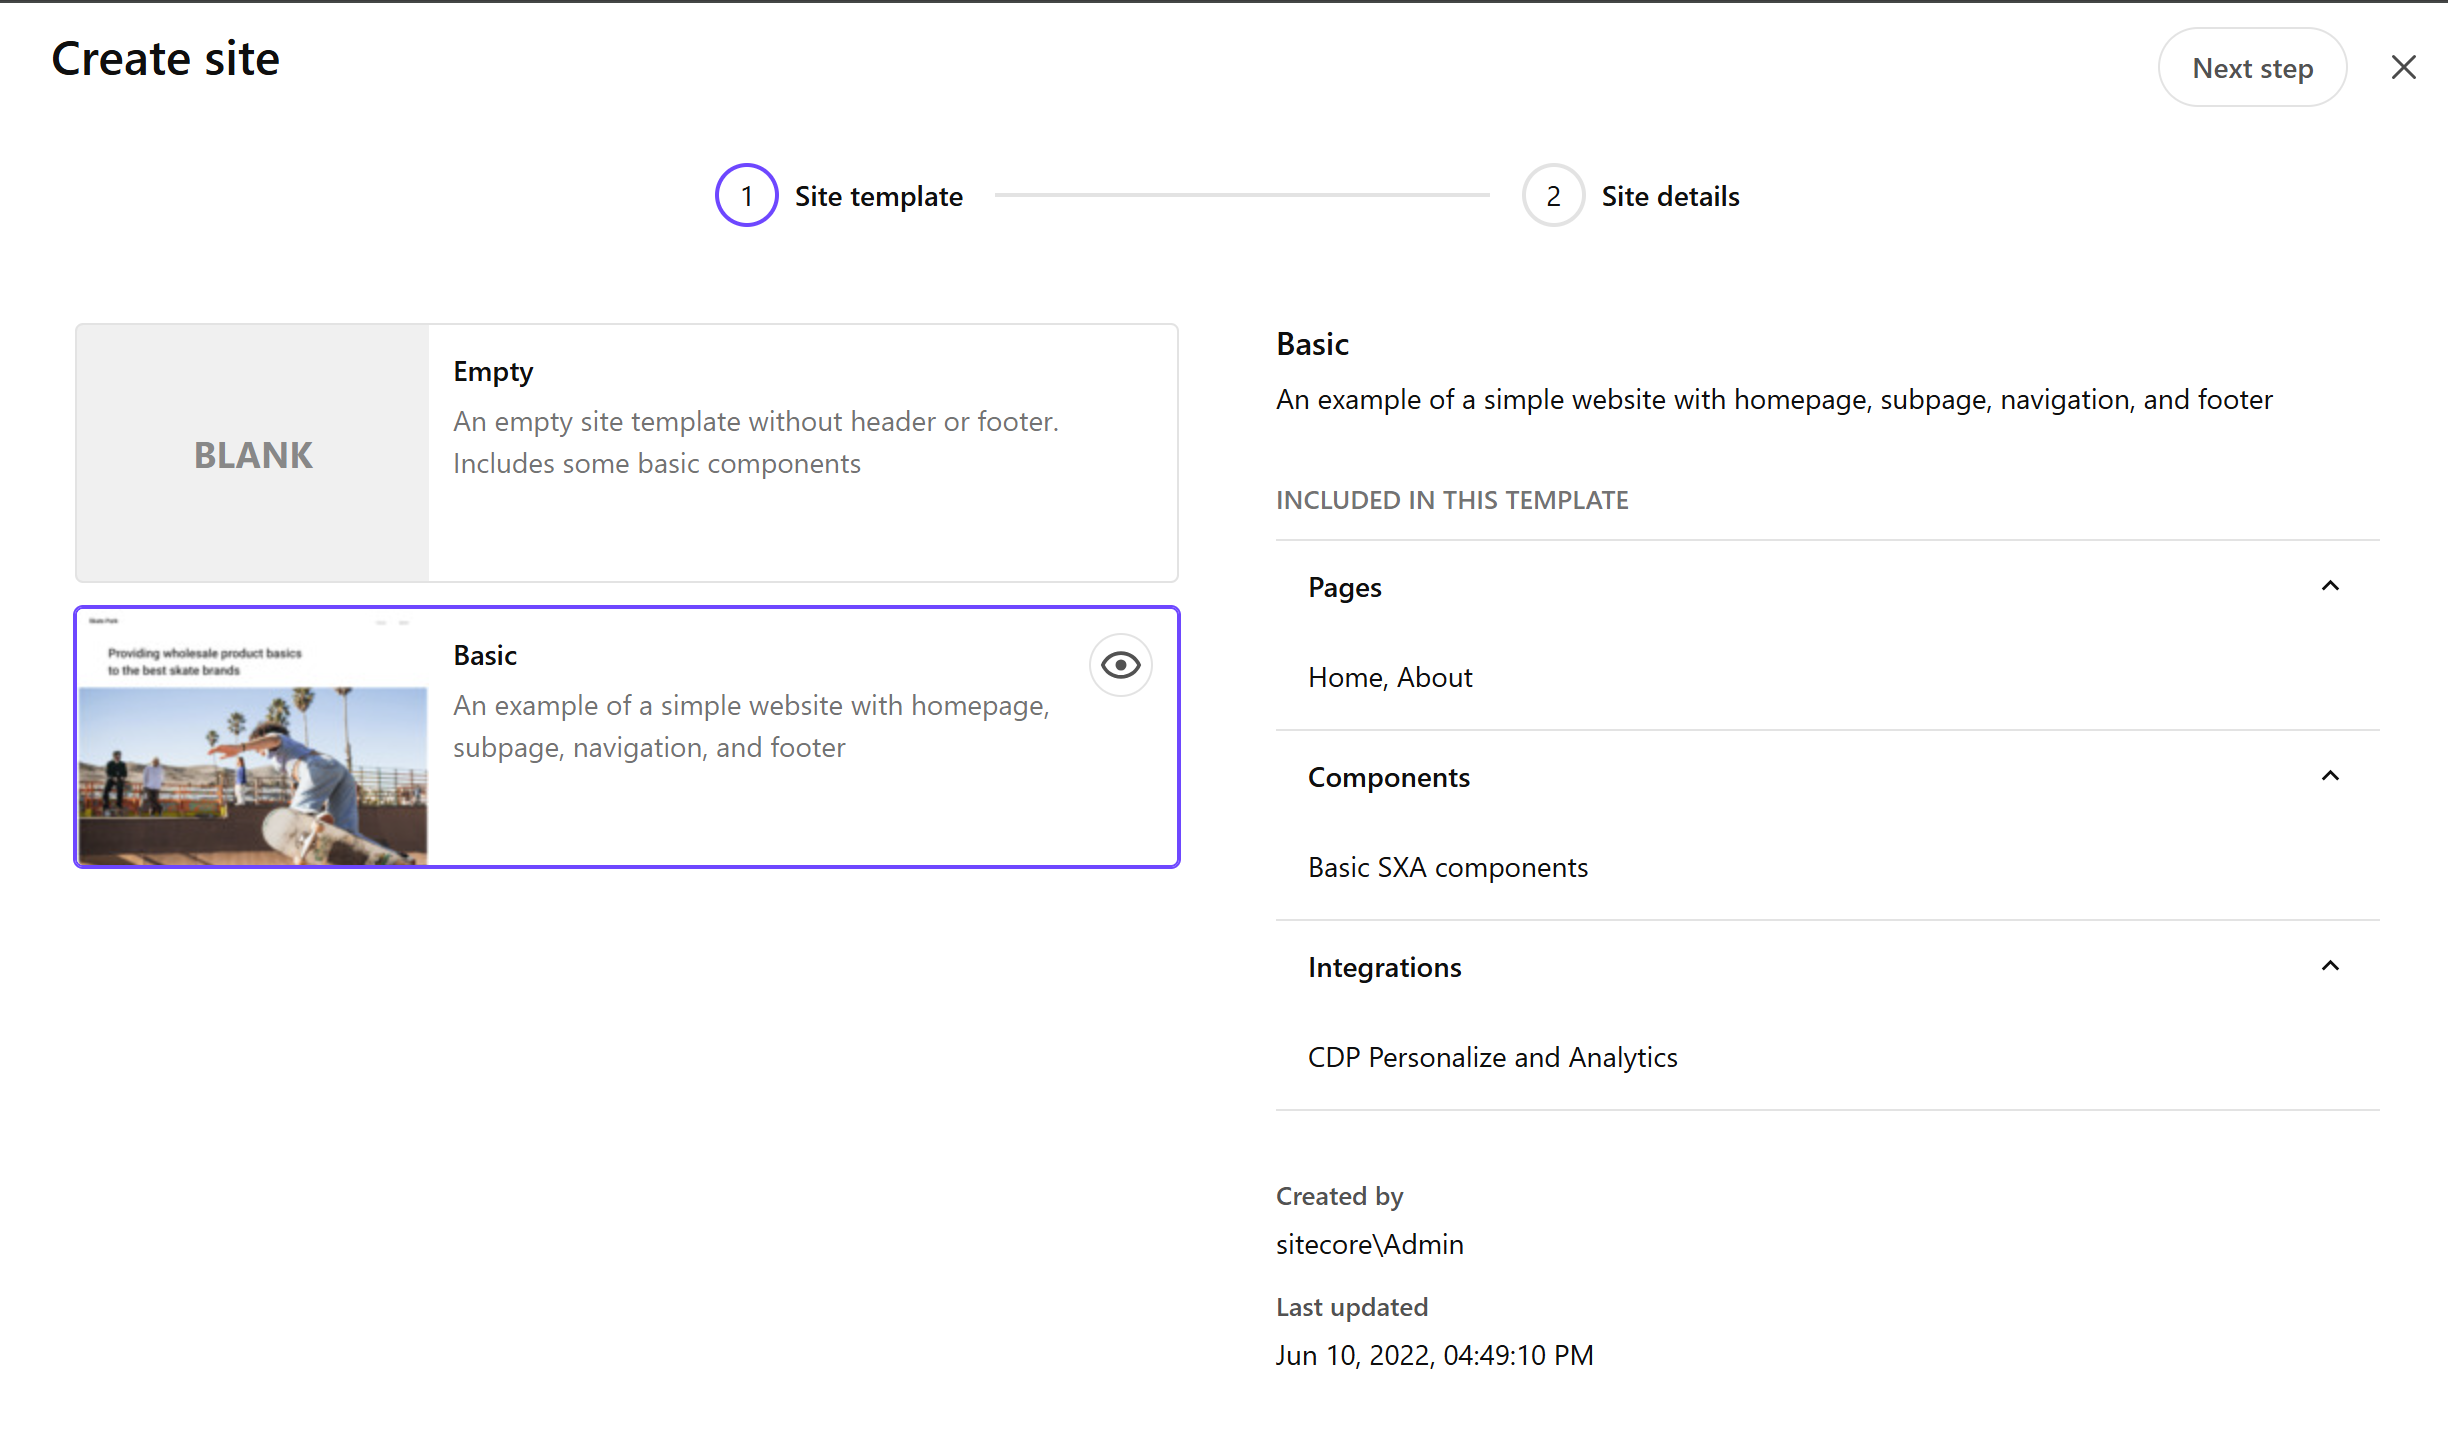 Create site
Next step
1 Site template
2 Site details
BLANK
Empty
An empty site template without header or footer.
Includes some basic components
Skate Park
Providing wholesale product basics
to the best skate brands
Basic
An example of a simple website with homepage,
subpage, navigation, and footer
Basic
An example of a simple website with homepage, subpage, navigation, and footer
INCLUDED IN THIS TEMPLATE
Pages
Home, About
Components
Basic SXA components
Integrations
CDP Personalize and Analytics
Created by
sitecore\Admin
Last updated
Jun 10, 2022, 04:49:10 PM